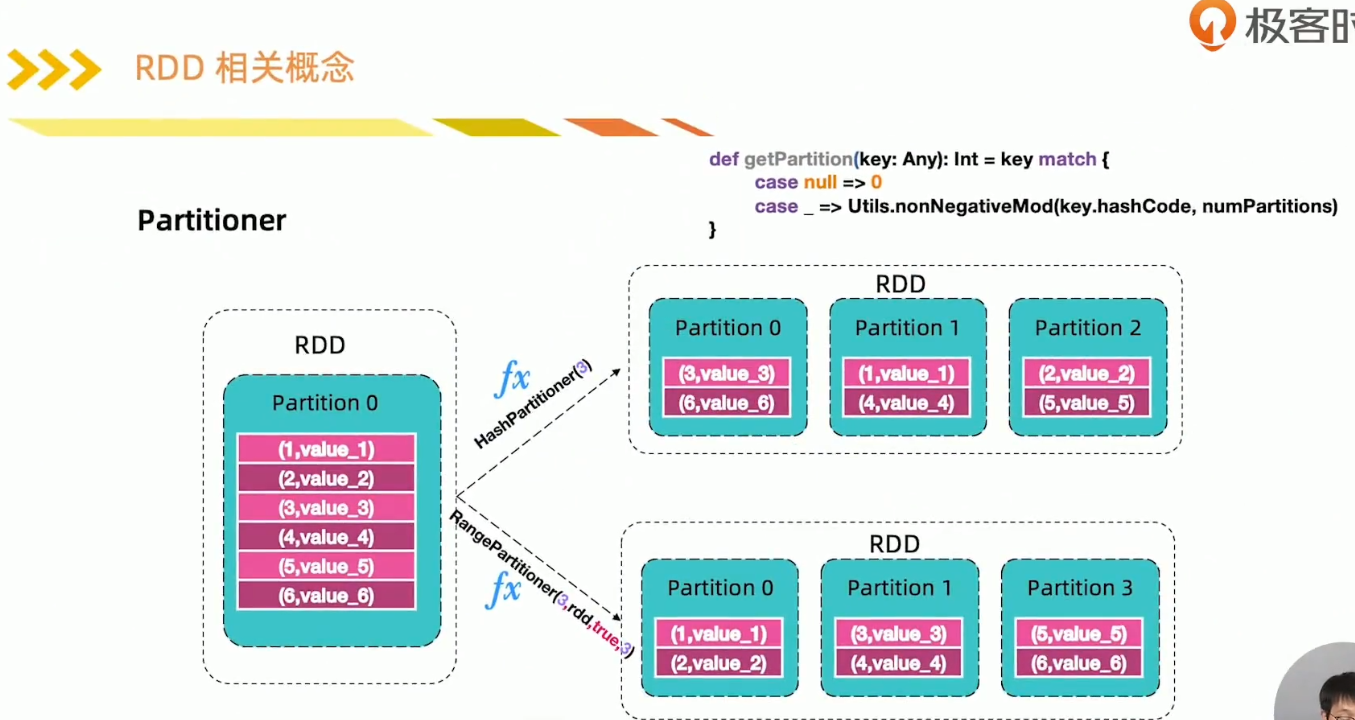 极客时
RDD 相关概念
def getPartition(key: Any): Int = key match {
case null => 0
case _ => Utils.nonNegativeMod(key.hashCode, numPartitions)
}
Partitioner
RDD
Partition 0
(1,value_1)
(2,value_2)
(3,value_3)
(4,value_4)
(5,value_5)
(6,value_6)
fx
HashPartitioner(3)
RDD
Partition 0
(3,value_3)
(6,value_6)
Partition 1
(1,value_1)
(4,value_4)
Partition 2
(2,value_2)
(5,value_5)
RangePartitioner(3,rdd,true,3)
fx
RDD
Partition 0
(1,value_1)
(2,value_2)
Partition 1
(3,value_3)
(4,value_4)
Partition 3
(5,value_5)
(6,value_6)